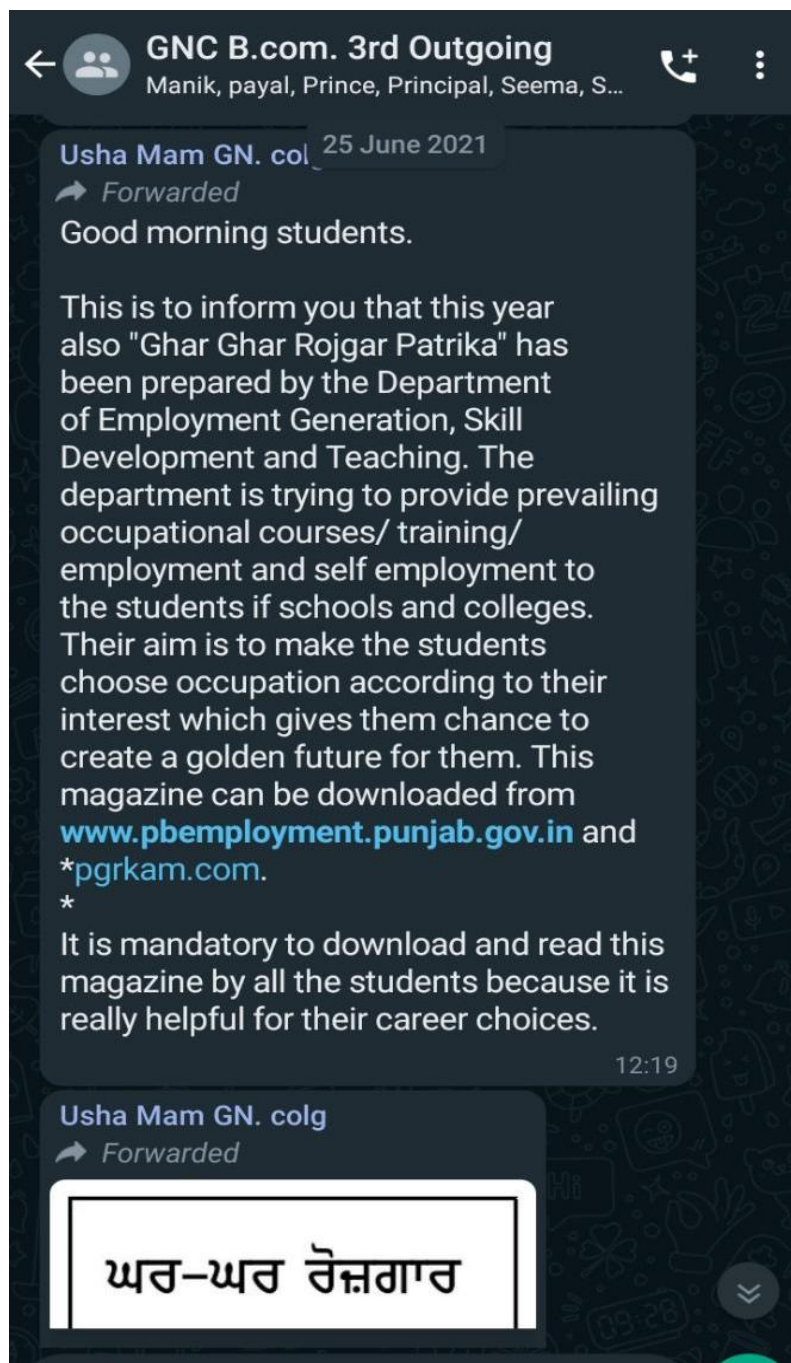 GNC B.com. 3rd Outgoing
Manik, payal, Prince, Principal, Seema, S...
25 June 2021
Usha Mam GN. col
Forwarded
Good morning students.
This is to inform you that this year
also "Ghar Ghar Rojgar Patrika" has
been prepared by the Department
of Employment Generation, Skill
Development and Teaching. The
department is trying to provide prevailing
occupational courses/ training/
employment and self employment to
the students if schools and colleges.
Their aim is to make the students
choose occupation according to their
interest which gives them chance to
create a golden future for them. This
magazine can be downloaded from
www.pbemployment.punjab.gov.in and
*pgrkam.com.
*
It is mandatory to download and read this
magazine by all the students because it is
really helpful for their career choices.
12:19
Usha Mam GN. colg
Forwarded
ਘਰ-ਘਰ ਰੋਜ਼ਗਾਰ